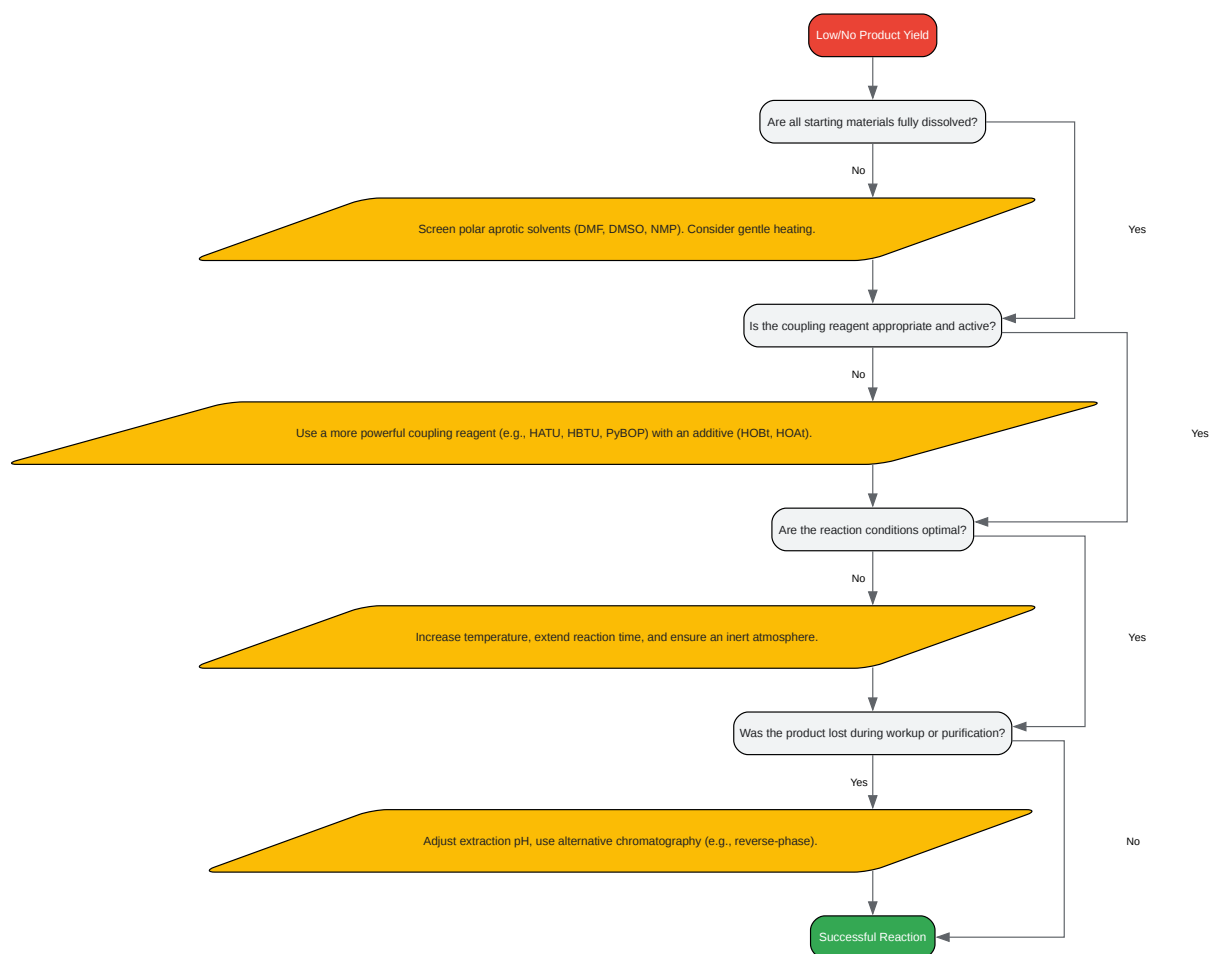 Low/No Product Yield
Are all starting materials fully dissolved?
No
Screen polar aprotic solvents (DMF, DMSO, NMP). Consider gentle heating.
Yes
Is the coupling reagent appropriate and active?
No
Use a more powerful coupling reagent (e.g., HATU, HBTU, PyBOP) with an additive (HOBt, HOAt).
Yes
Are the reaction conditions optimal?
No
Increase temperature, extend reaction time, and ensure an inert atmosphere.
Yes
Was the product lost during workup or purification?
Yes
Adjust extraction pH, use alternative chromatography (e.g., reverse-phase).
No
Successful Reaction